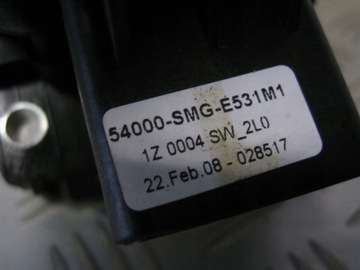 54000-SMG-E531M1
1Z 0004 SW_2L0
22.Feb.08 - 028517